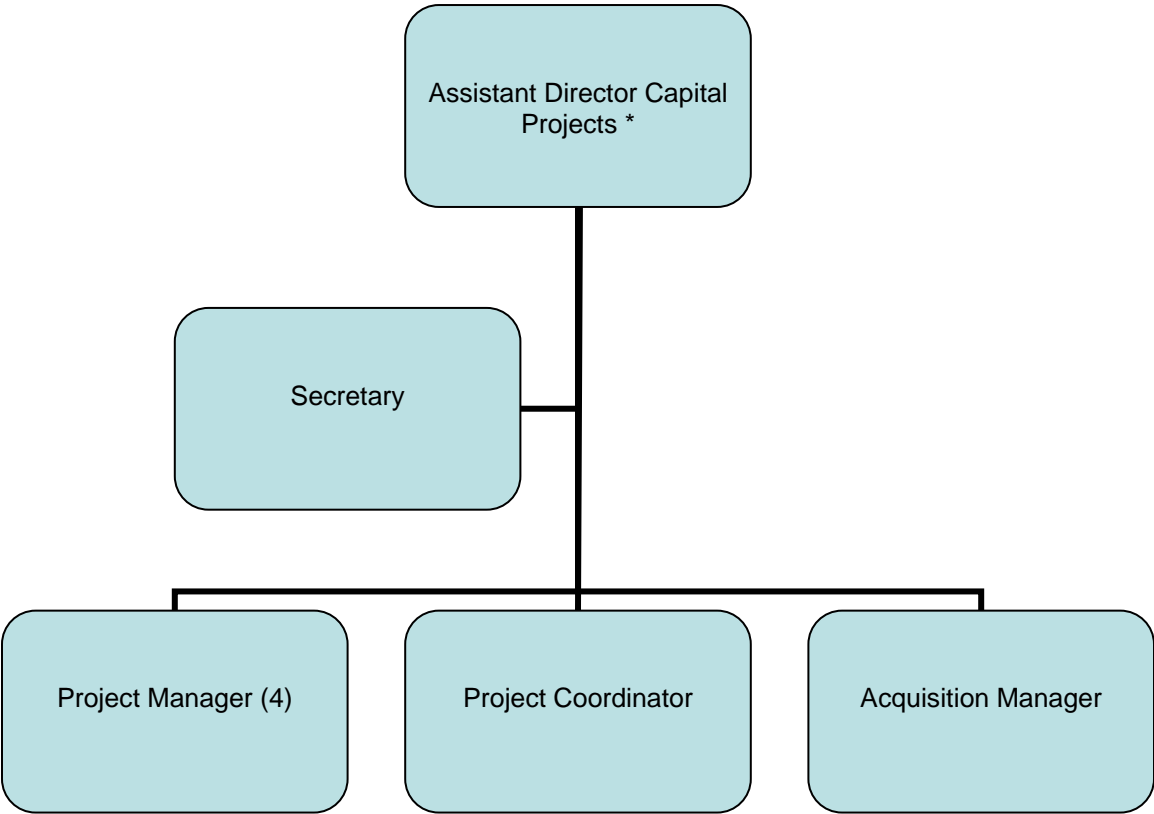 Assistant Director Capital
Projects *
Secretary
Project Manager (4)
Project Coordinator
Acquisition Manager